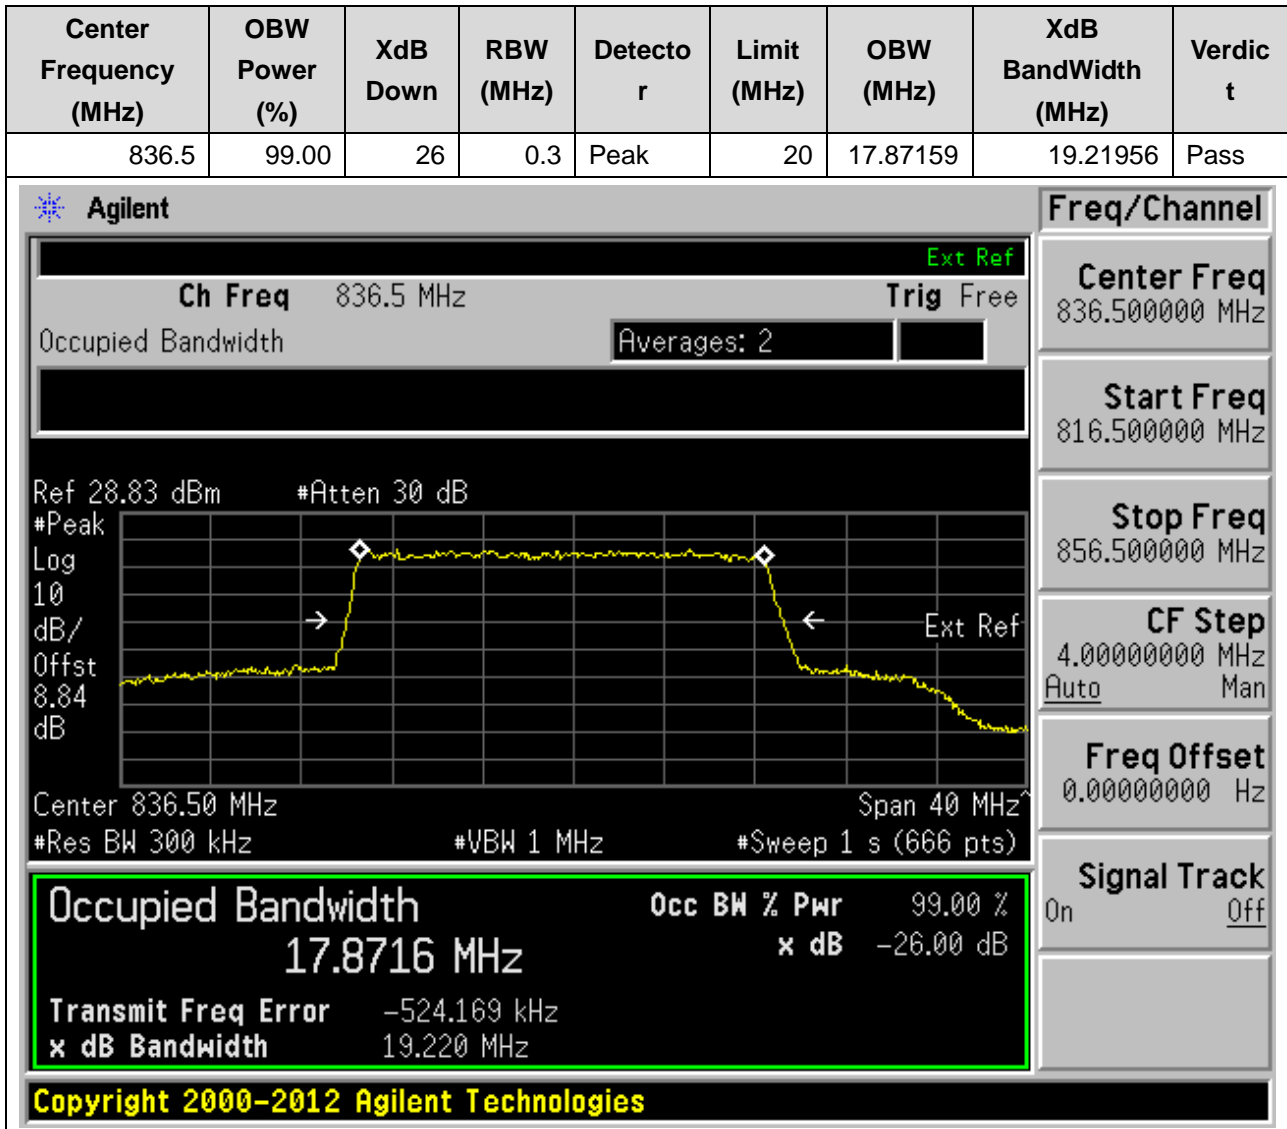 Center Frequency (MHz) OBW Power (%) XdB Down RBW (MHz) Detecto r Limit (MHz) OBW (MHz) XdB BandWidth (MHz) Verdic t
836.5 99.00 26 0.3 Peak 20 17.87159 19.21956 Pass
Agilent
Freq/Channel
Ext Ref
Ch Freq 836.5 MHz Trig Free
Occupied Bandwidth Averages: 2
Ref 28.83 dBm #Atten 30 dB
#Peak
Log
10
dB/
Offst
8.84
dB
Ext Ref
Center 836.50 MHz Span 40 MHz^
#Res BW 300 kHz #VBW 1 MHz #Sweep 1 s (666 pts)
Occupied Bandwidth Occ BW % Pwr 99.00 %
17.8716 MHz x dB -26.00 dB
Transmit Freq Error -524.169 kHz
x dB Bandwidth 19.220 MHz
Center Freq
836.500000 MHz
Start Freq
816.500000 MHz
Stop Freq
856.500000 MHz
CF Step
4.00000000 MHz
Auto Man
Freq Offset
0.00000000 Hz
Signal Track
On Off
Copyright 2000-2012 Agilent Technologies